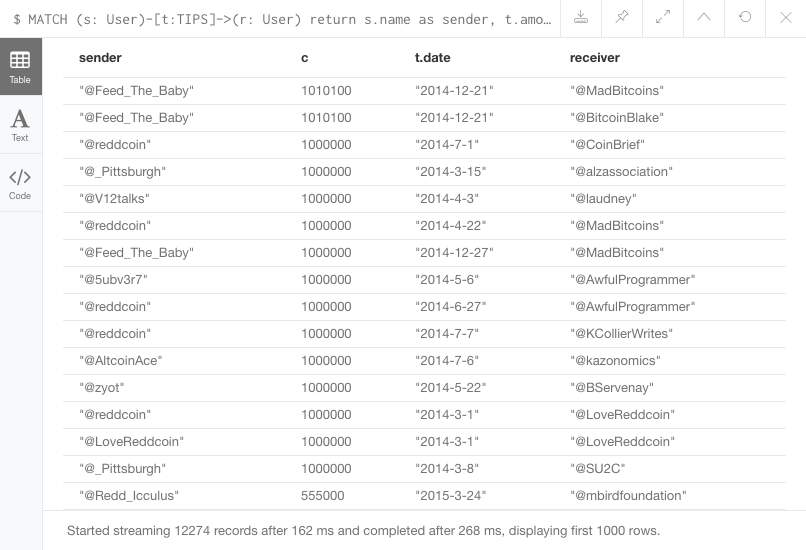 $ MATCH (s: User)-[t:TIPS]->(r: User) return s.name as sender, t.amo…
Table
Text
Code
sender c t.date receiver
"@Feed_The_Baby" 1010100 "2014-12-21" "@MadBitcoins"
"@Feed_The_Baby" 1010100 "2014-12-21" "@BitcoinBlake"
"@reddcoin" 1000000 "2014-7-1" "@CoinBrief"
"@_Pittsburgh" 1000000 "2014-3-15" "@alzassociation"
"@V12talks" 1000000 "2014-4-3" "@laudney"
"@reddcoin" 1000000 "2014-4-22" "@MadBitcoins"
"@Feed_The_Baby" 1000000 "2014-12-27" "@MadBitcoins"
"@5ubv3r7" 1000000 "2014-5-6" "@AwfulProgrammer"
"@reddcoin" 1000000 "2014-6-27" "@AwfulProgrammer"
"@reddcoin" 1000000 "2014-7-7" "@KCollierWrites"
"@AltcoinAce" 1000000 "2014-7-6" "@kazonomics"
"@zyot" 1000000 "2014-5-22" "@BServenay"
"@reddcoin" 1000000 "2014-3-1" "@LoveReddcoin"
"@LoveReddcoin" 1000000 "2014-3-1" "@LoveReddcoin"
"@_Pittsburgh" 1000000 "2014-3-8" "@SU2C"
"@Redd_Icculus" 555000 "2015-3-24" "@mbirdfoundation"
Started streaming 12274 records after 162 ms and completed after 268 ms, displaying first 1000 rows.